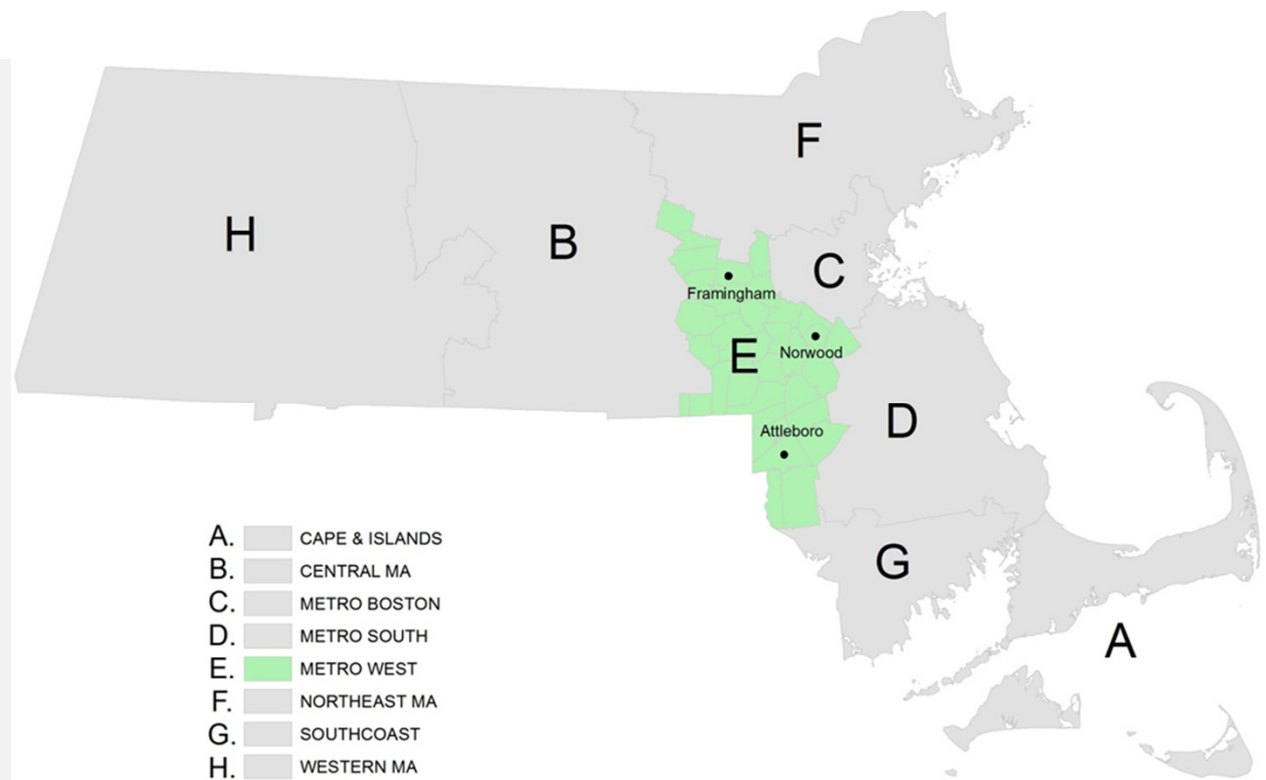 F
H
B
C
Framingham
E
Norwood
D
Attleboro
G
A
A. CAPE & ISLANDS
B. CENTRAL MA
C. METRO BOSTON
D. METRO SOUTH
E. METRO WEST
F. NORTHEAST MA
G. SOUTHCOAST
H. WESTERN MA